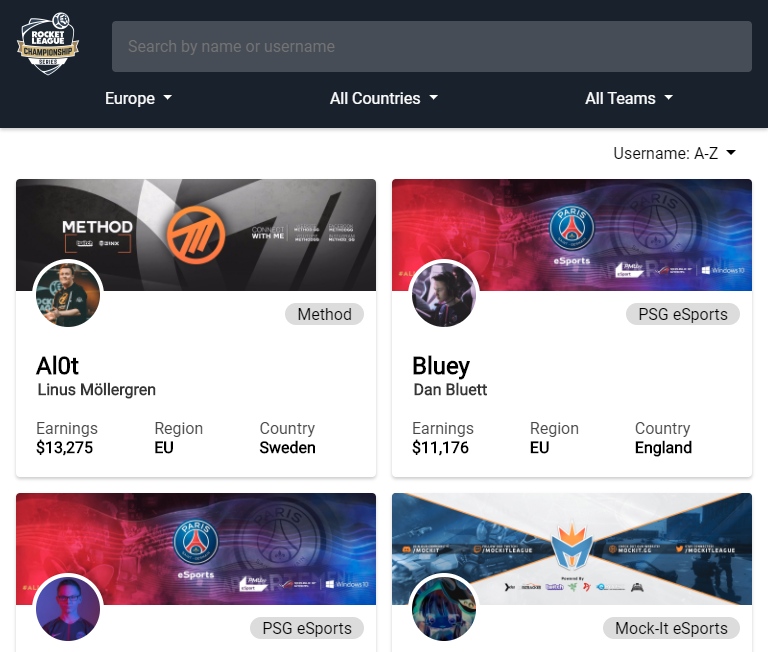 ROCKET
LEAGUE
CHAMPIONSHIP
SERIES
Search by name or username
Europe
All Countries
All Teams
Username: A-Z
METHOD
twitch
CONNECT
WITH ME
PARIS
eSports
Windows 10
Method
PSG eSports
Al0t
Linus Möllergren
Bluey
Dan Bluett
Earnings
Region
Country
$13,275
EU
Sweden
Earnings
Region
Country
$11,176
EU
England
PARIS
eSports
Windows 10
/MOCKIT
/MOCKITLEAGUE
MOCKIT.GG
/MOCKITLEAGUE
Powered By
twitch
PSG eSports
Mock-It eSports